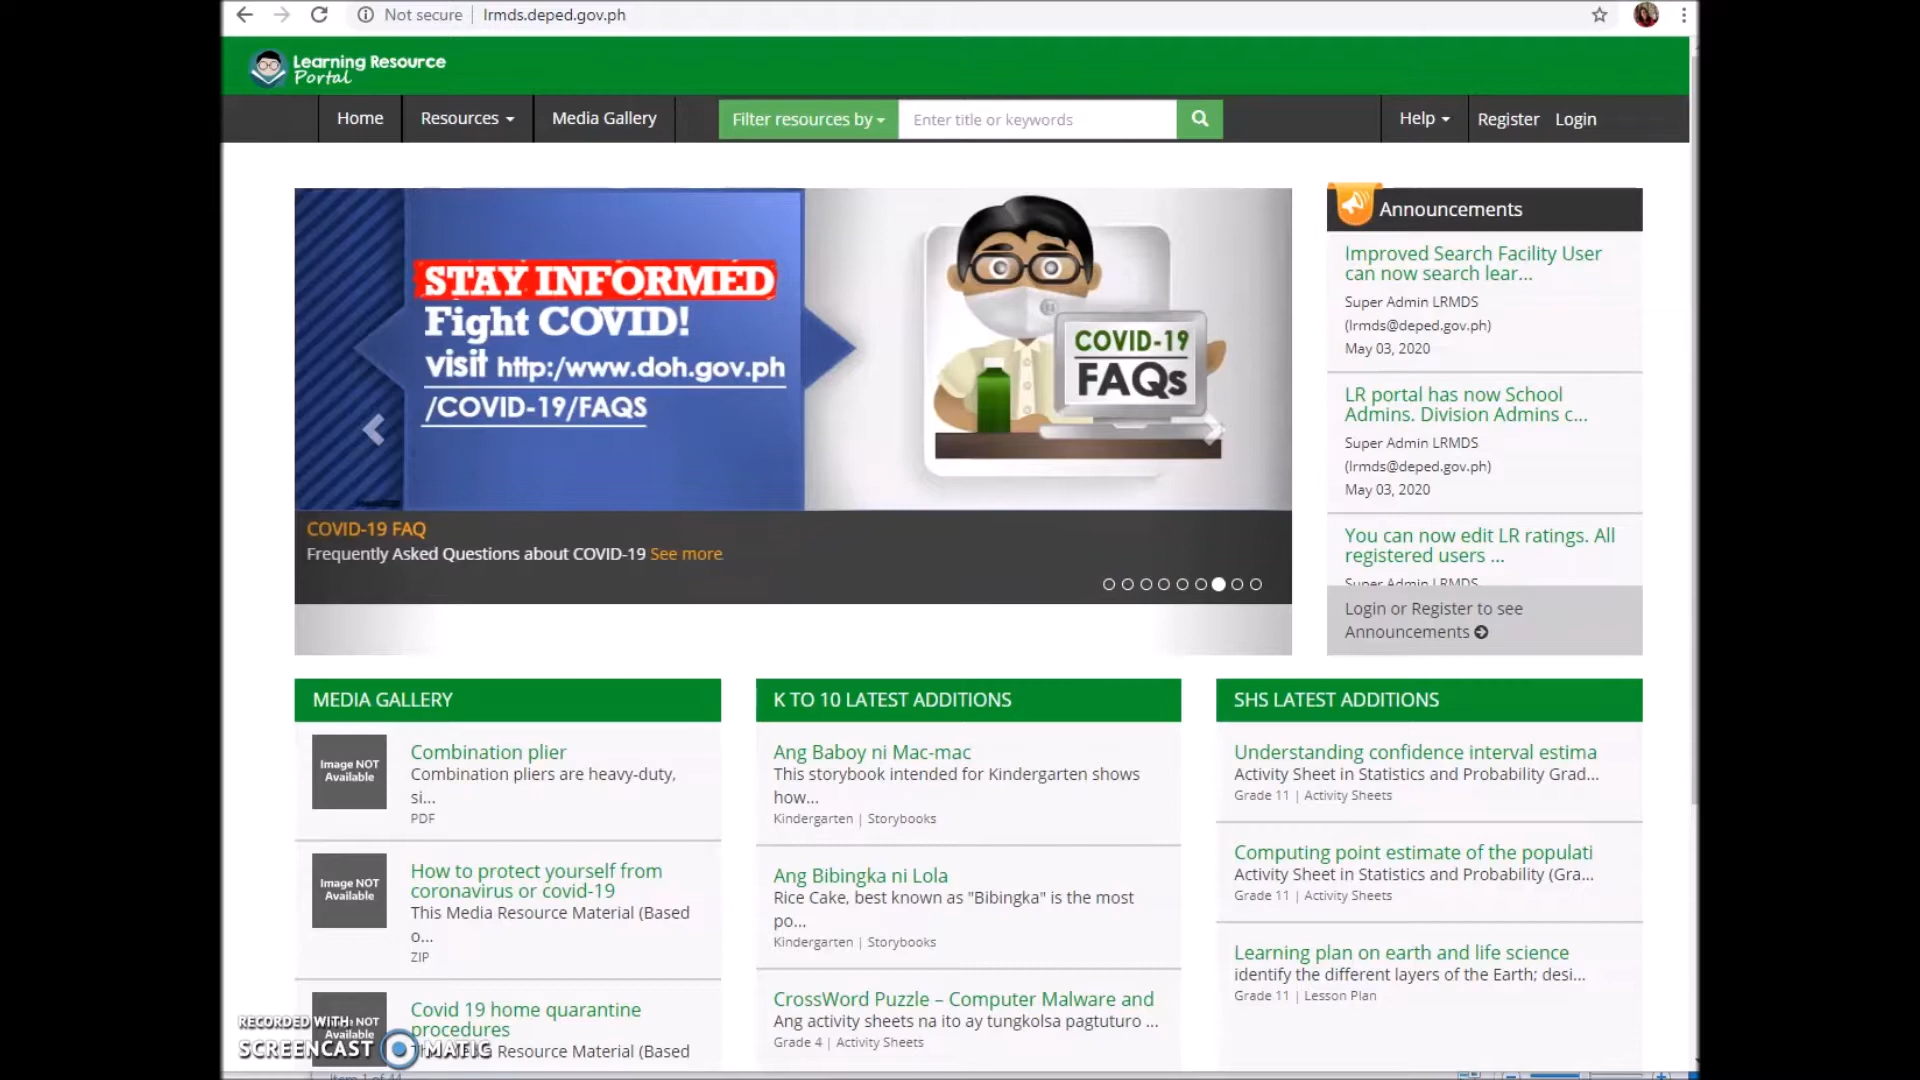 Not secure
lrmds.deped.gov.ph
Learning Resource
Portal
Home
Resources
Media Gallery
Filter resources by
Enter title or keywords
Help
Register
Login
STAY INFORMED
Fight COVID!
visit http:/www.doh.gov.ph
/COVID-19/FAQS
COVID-19
FAQs
COVID-19 FAQ
Frequently Asked Questions about COVID-19 See more
Announcements
Improved Search Facility User
can now search lear...
Super Admin LRMDS
(lrmds@deped.gov.ph)
May 03, 2020
LR portal has now School
Admins. Division Admins c...
Super Admin LRMDS
(lrmds@deped.gov.ph)
May 03, 2020
You can now edit LR ratings. All
registered users ...
Super Admin LRMDS
Login or Register to see
Announcements
MEDIA GALLERY
Image NOT
Available
Combination plier
Combination pliers are heavy-duty,
si...
PDF
Image NOT
Available
How to protect yourself from
coronavirus or covid-19
This Media Resource Material (Based
o...
ZIP
NOT
Available
Covid 19 home quarantine
procedures
Resource Material (Based
K TO 10 LATEST ADDITIONS
Ang Baboy ni Mac-mac
This storybook intended for Kindergarten shows
how...
Kindergarten | Storybooks
Ang Bibingka ni Lola
Rice Cake, best known as "Bibingka" is the most
po...
Kindergarten | Storybooks
CrossWord Puzzle – Computer Malware and
Ang activity sheets na ito ay tungkolsa pagtuturo ...
Grade 4 | Activity Sheets
SHS LATEST ADDITIONS
Understanding confidence interval estima
Activity Sheet in Statistics and Probability Grad...
Grade 11 | Activity Sheets
Computing point estimate of the populati
Activity Sheet in Statistics and Probability (Gra...
Grade 11 | Activity Sheets
Learning plan on earth and life science
identify the different layers of the Earth; desi...
Grade 11 | Lesson Plan
RECORDED WITH
SCREENCAST MATIC